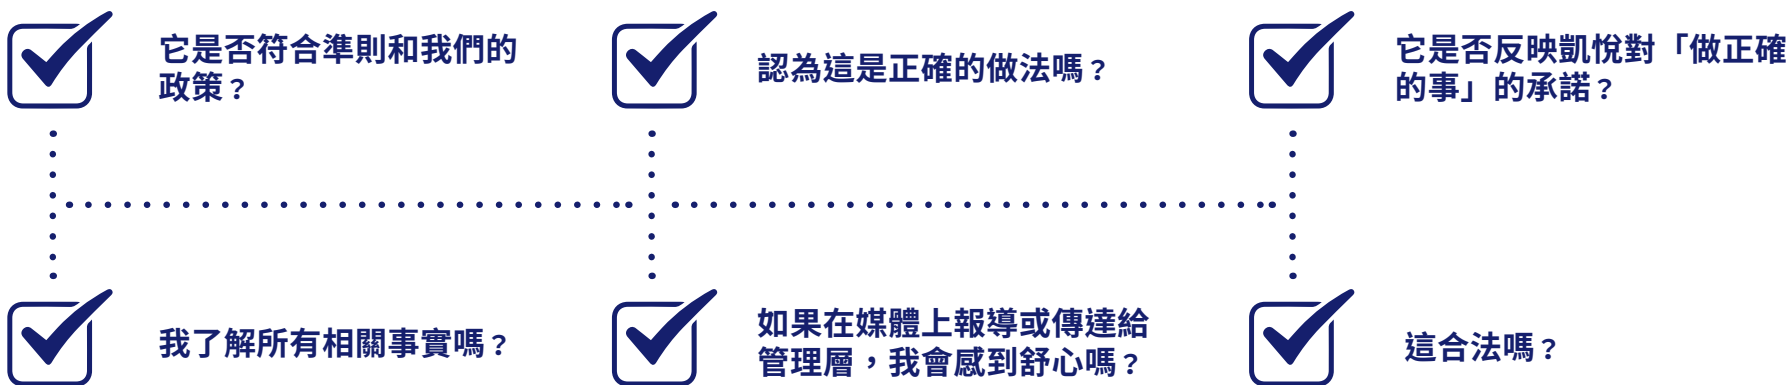 它是否符合準則和我們的
政策？
認為這是正確的做法嗎？
它是否反映凱悅對「做正確
的事」的承諾？
我了解所有相關事實嗎？
如果在媒體上報導或傳達給
管理層，我會感到舒心嗎？
這合法嗎？